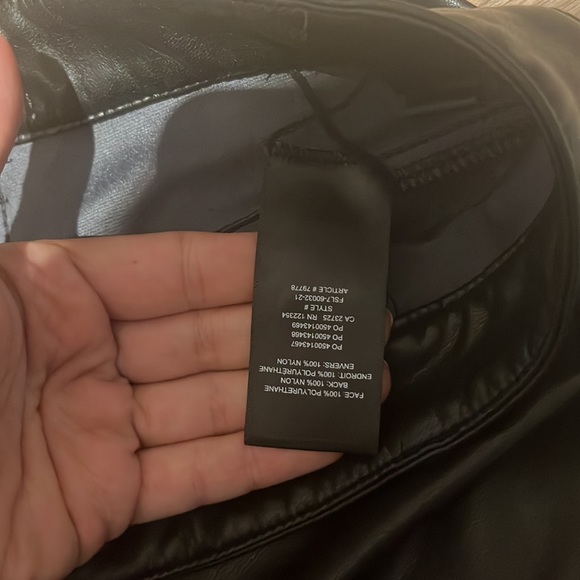 FACE: 100% POLYURETHANE
BACK: 100% NYLON
ENDROIT: 100% POLYURÉTHANE
ENVERS: 100% NYLON
PO 4500143467
PO 4500143468
PO 4500143469
CA 23725 RN 122354
STYLE #
FSL7-60032-21
ARTICLE # 79778